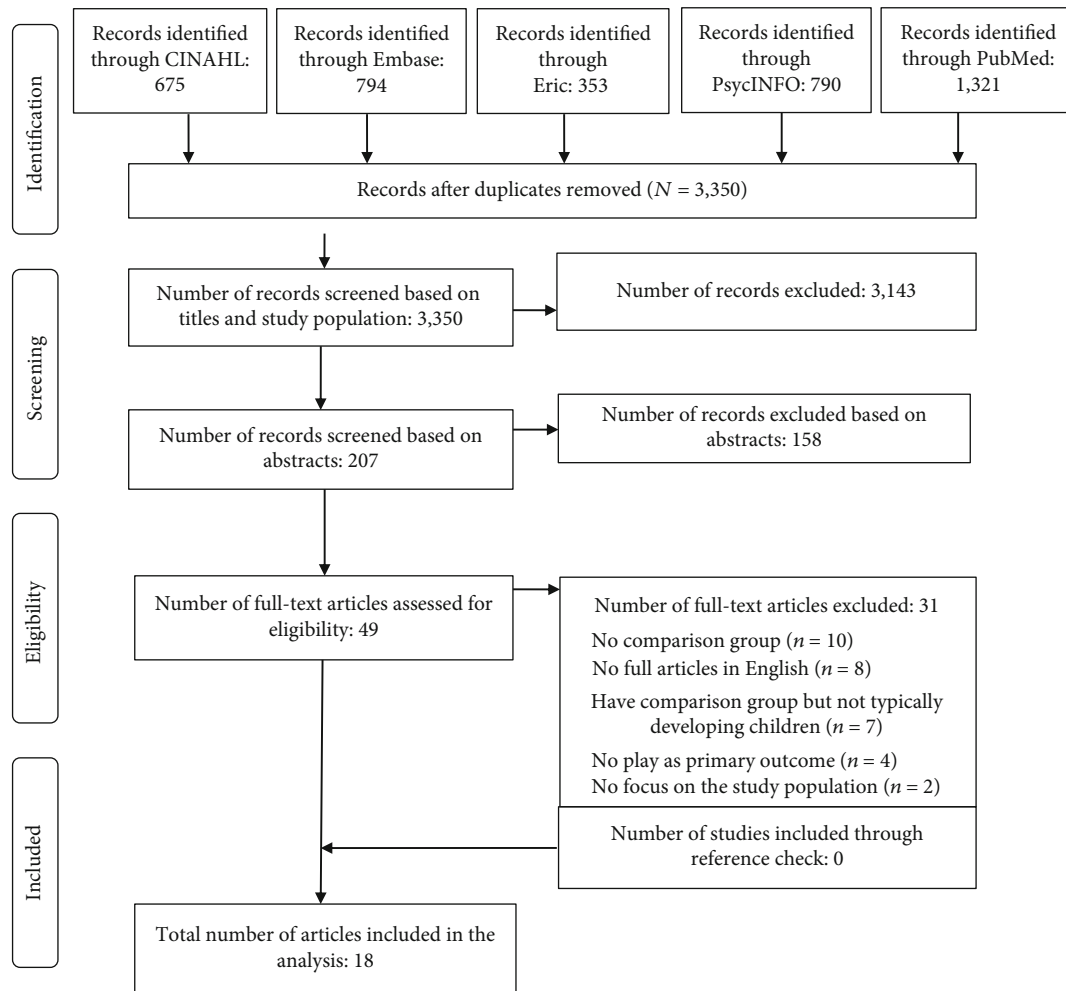 Identification
Records identified
through CINAHL:
675
Records identified
through Embase:
794
Records identified
through
Eric: 353
Records identified
through
PsycINFO: 790
Records identified
through PubMed:
1,321
Records after duplicates removed (N = 3,350)
Screening
Number of records screened based on
titles and study population: 3,350
Number of records excluded: 3,143
Number of records screened based on
abstracts: 207
Number of records excluded based on
abstracts: 158
Eligibility
Number of full-text articles assessed for
eligibility: 49
Number of full-text articles excluded: 31
No comparison group (n = 10)
No full articles in English (n = 8)
Have comparison group but not typically
developing children (n = 7)
No play as primary outcome (n = 4)
No focus on the study population (n = 2)
Included
Number of studies included through
reference check: 0
Total number of articles included in the
analysis: 18